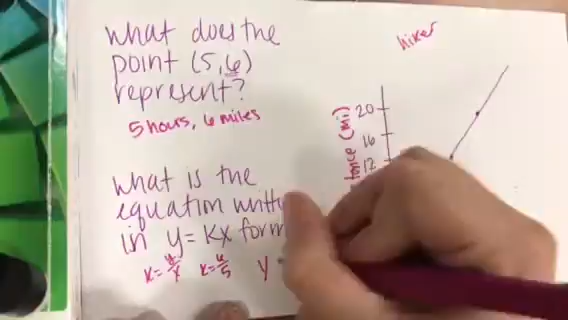 What does the
point (5,6)
represent?
5 hours, 6 miles
What is the
equation
in y=kx form
k=y/x k=6/5 y
hiker
20
16
12
(mi)